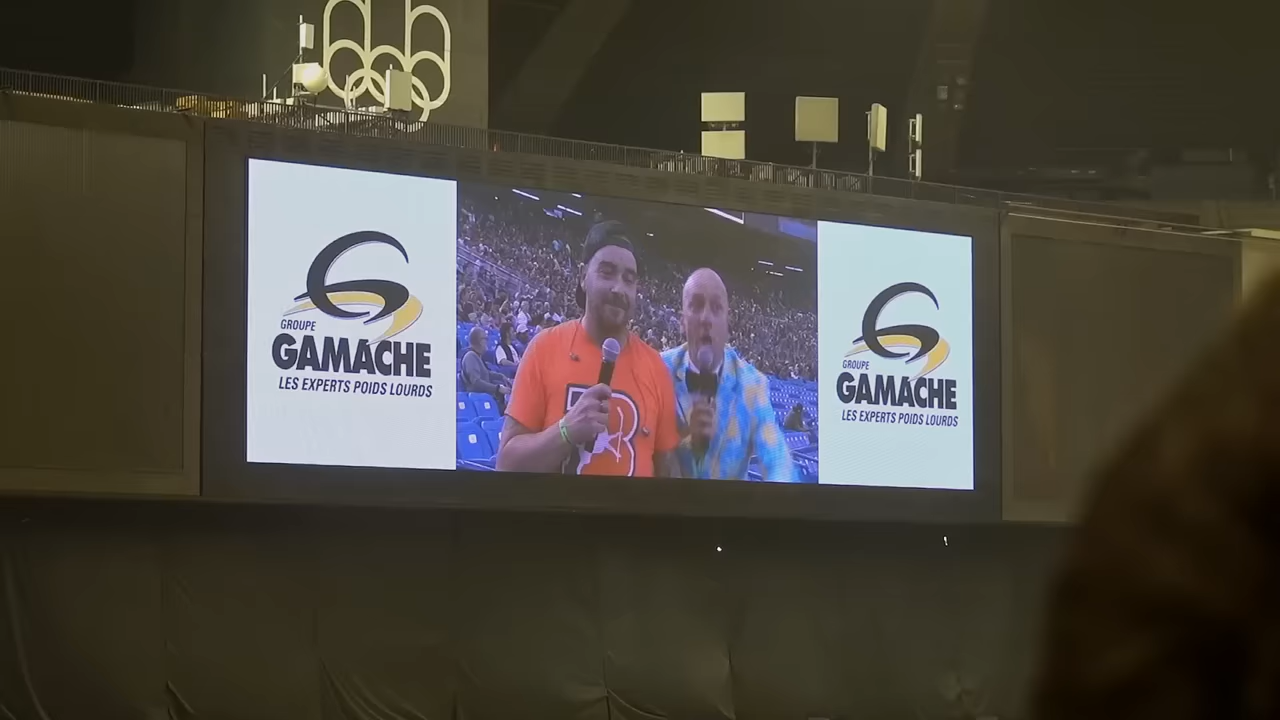 GROUPE
GAMACHE
LES EXPERTS POIDS LOURDS
B
GROUPE
GAMACHE
LES EXPERTS POIDS LOURDS